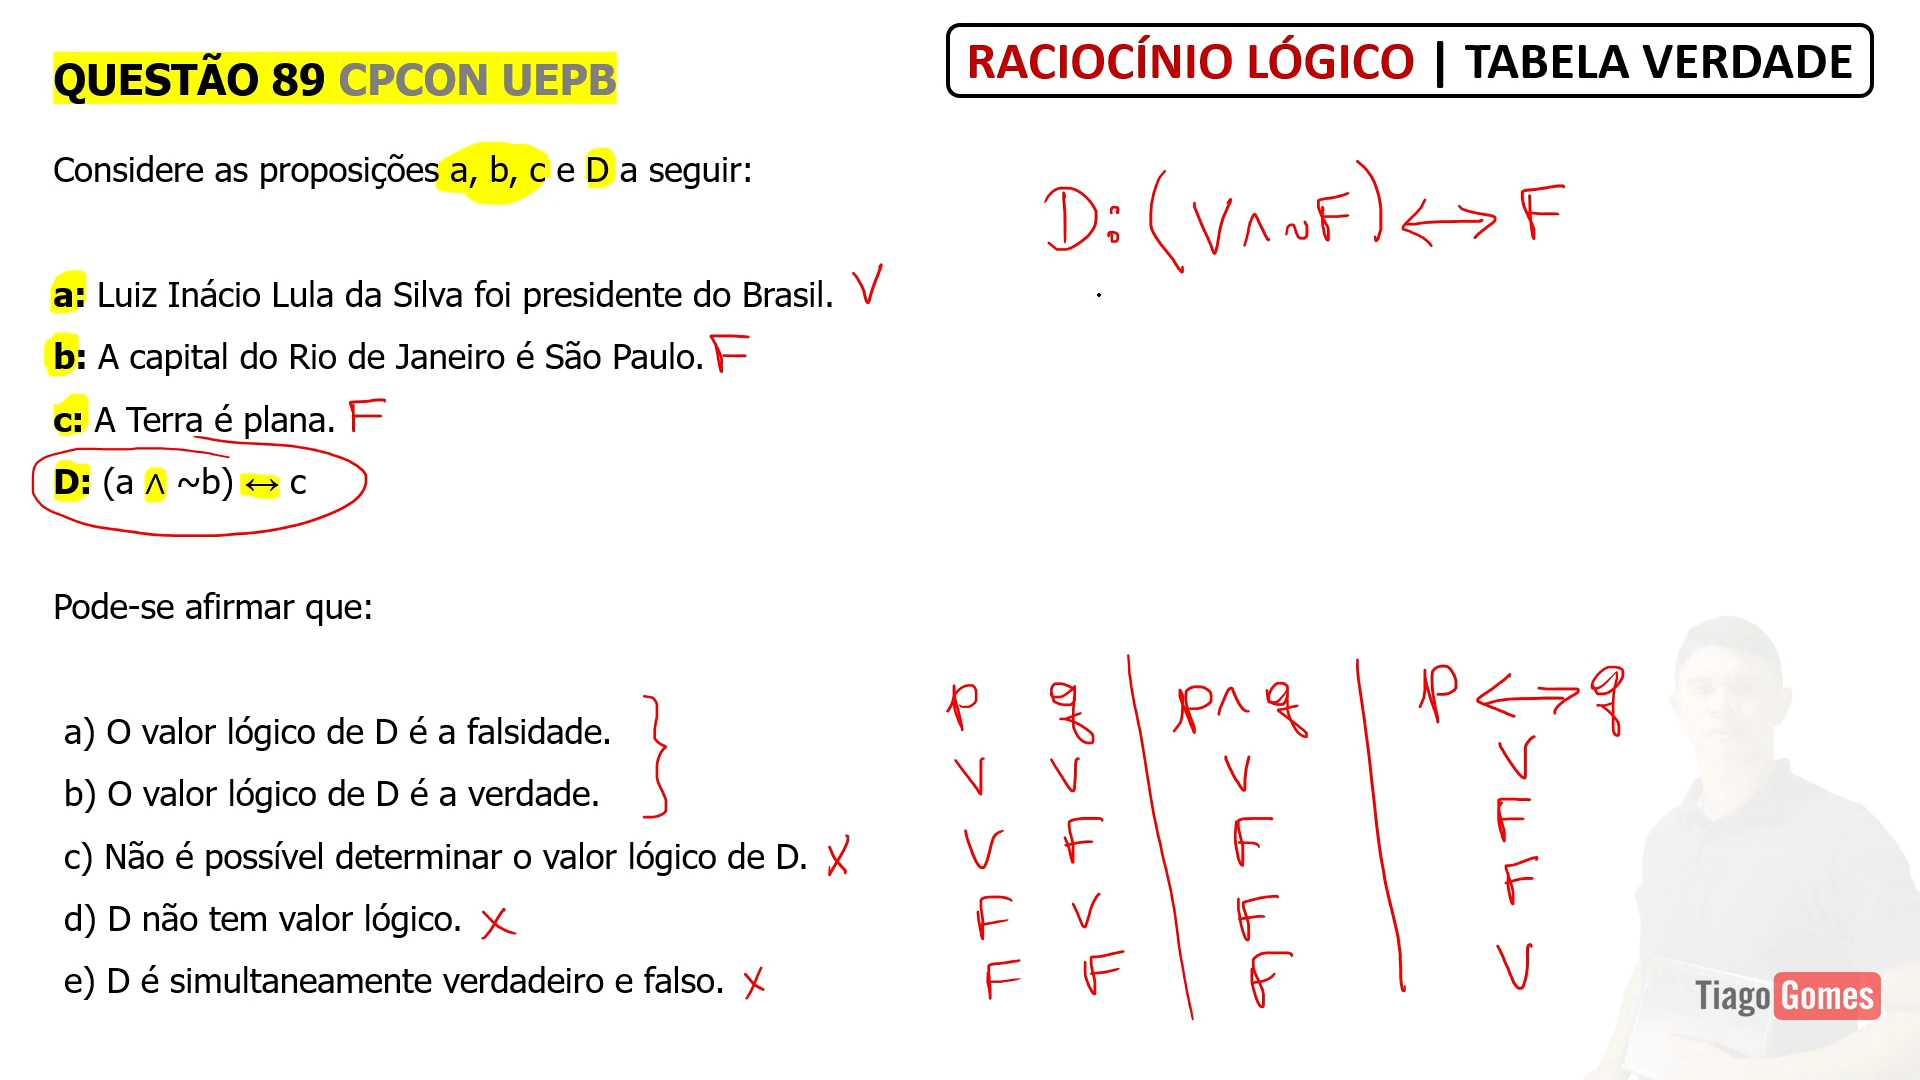 QUESTÃO 89 CPCON UEPB
RACIOCÍNIO LÓGICO | TABELA VERDADE
Considere as proposições a, b, c e D a seguir:
D: (V ∧ ~F) ↔ F
a: Luiz Inácio Lula da Silva foi presidente do Brasil. V
b: A capital do Rio de Janeiro é São Paulo. F
c: A Terra é plana. F
D: (a ∧ ~b) ↔ c
Pode-se afirmar que:
a) O valor lógico de D é a falsidade.
b) O valor lógico de D é a verdade.
c) Não é possível determinar o valor lógico de D. X
d) D não tem valor lógico. X
e) D é simultaneamente verdadeiro e falso. X
p q p ∧ q p ↔ q
V V V V
V F F F
F V F F
F F F V
Tiago Gomes